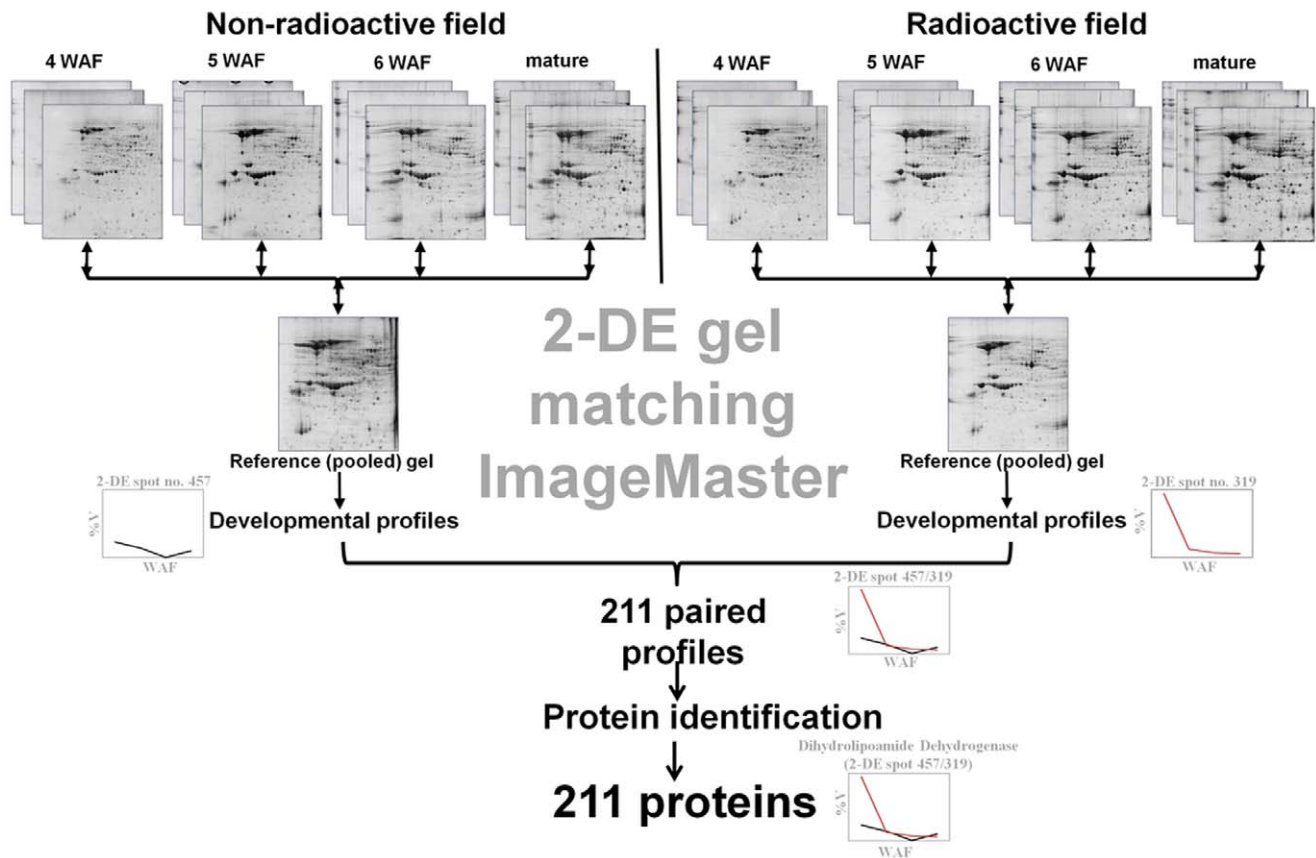 Non-radioactive field
Radioactive field
4 WAF
5 WAF
6 WAF
mature
4 WAF
5 WAF
6 WAF
mature
2-DE gel
matching
ImageMaster
Reference (pooled) gel
Reference (pooled) gel
2-DE spot no. 457
%V
WAF
Developmental profiles
Developmental profiles
2-DE spot no. 319
%V
WAF
211 paired
profiles
2-DE spot 457/319
%V
WAF
Protein identification
211 proteins
Dihydrolipoamide Dehydrogenase
(2-DE spot 457/319)
%V
WAF